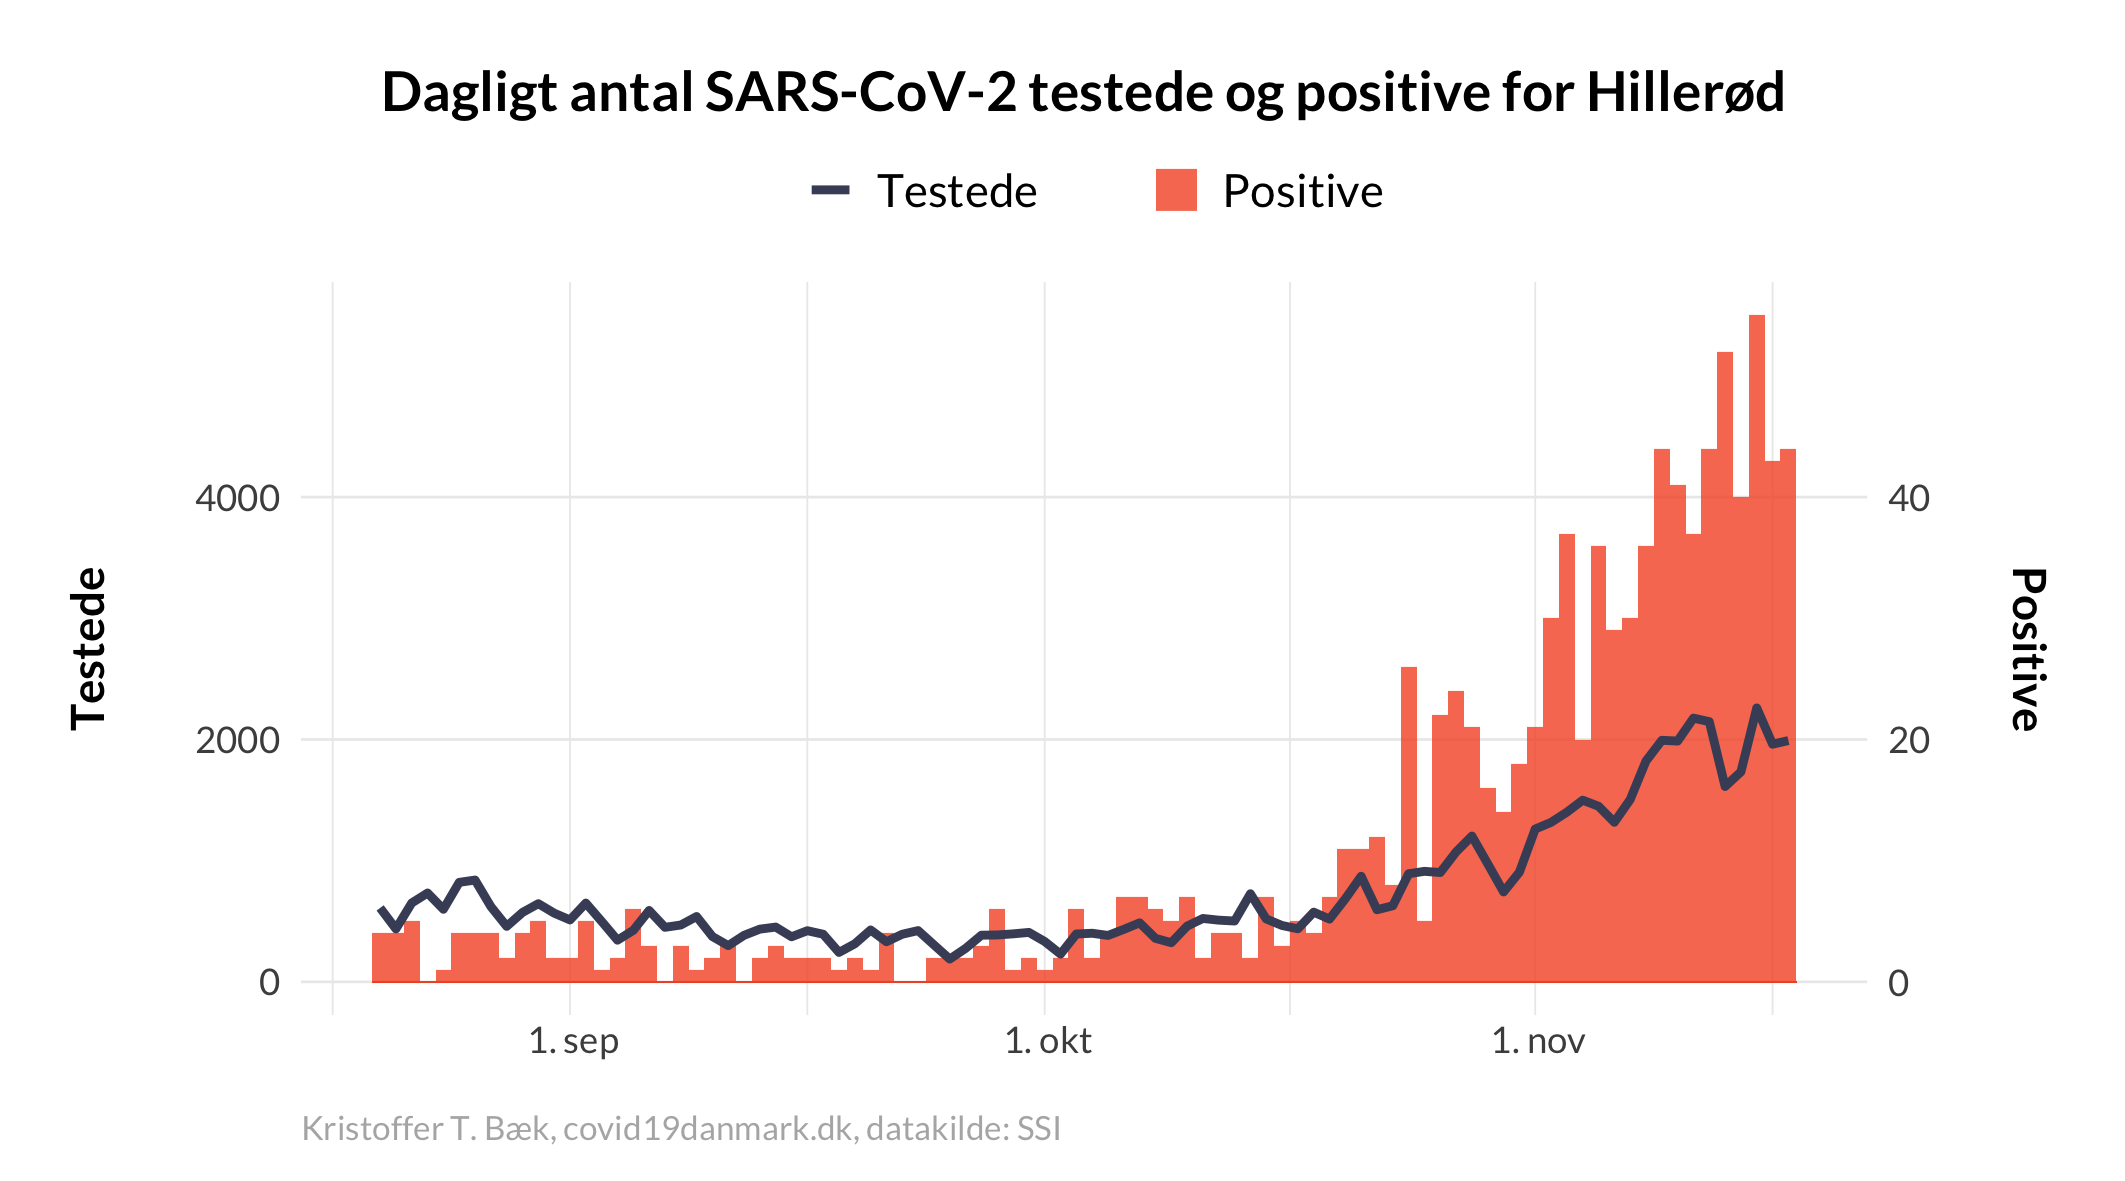 Dagligt antal SARS-CoV-2 testede og positive for Hillerød
Testede
Positive
4000
2000
0
Testede
40
20
0
Positive
1. sep
1. okt
1. nov
Kristoffer T. Bæk, covid19danmark.dk, datakilde: SSI